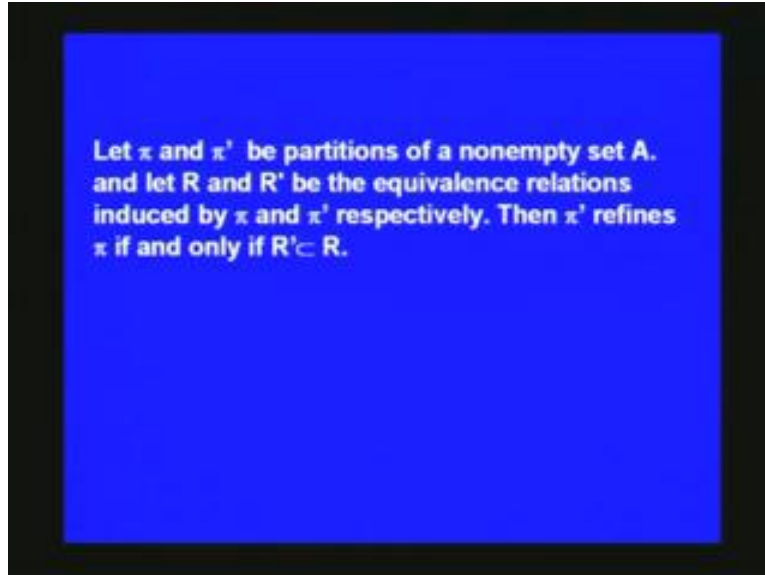 Let π and π’ be partitions of a nonempty set A.
and let R and R' be the equivalence relations
induced by π and π’ respectively. Then π’ refines
π if and only if R’⊂ R.